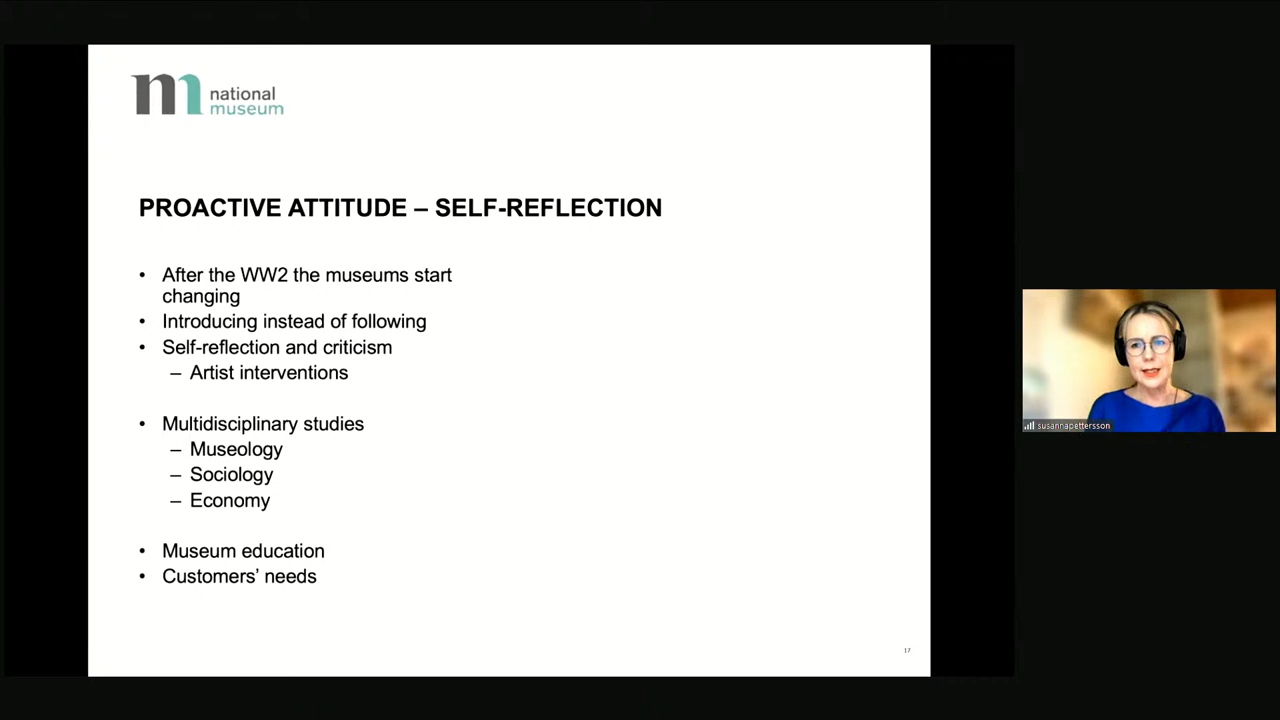 m national
museum
PROACTIVE ATTITUDE – SELF-REFLECTION
• After the WW2 the museums start
changing
• Introducing instead of following
• Self-reflection and criticism
– Artist interventions
• Multidisciplinary studies
– Museology
– Sociology
– Economy
• Museum education
• Customers’ needs
17
susannapettersson